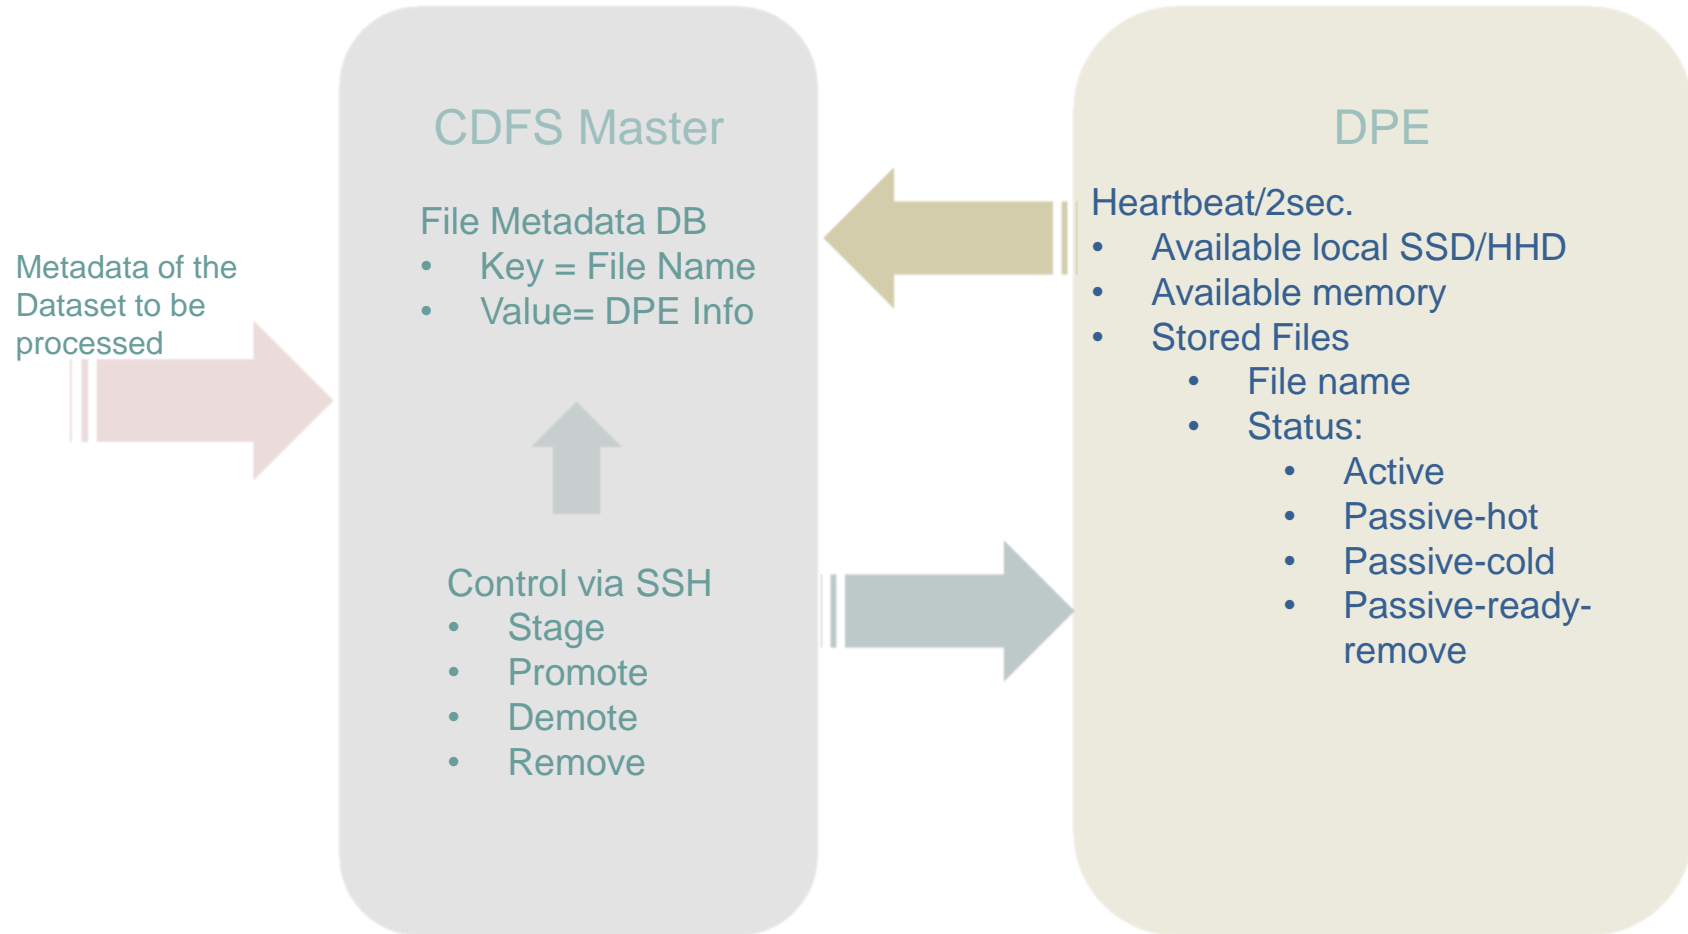 Metadata of the
Dataset to be
processed
CDFS Master
File Metadata DB
• Key = File Name
• Value= DPE Info
Control via SSH
• Stage
• Promote
• Demote
• Remove
DPE
Heartbeat/2sec.
• Available local SSD/HHD
• Available memory
• Stored Files
• File name
• Status:
• Active
• Passive-hot
• Passive-cold
• Passive-ready-
remove